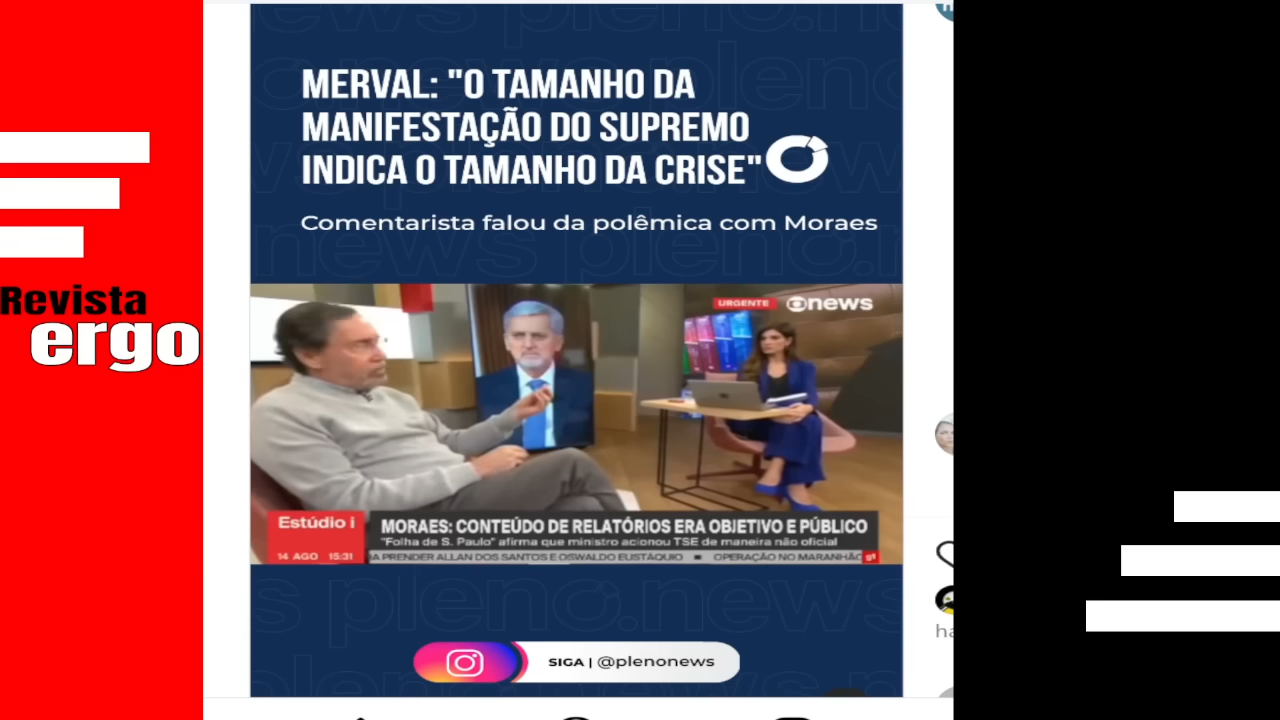 Revista
ergo
MERVAL: "O TAMANHO DA
MANIFESTAÇÃO DO SUPREMO
INDICA O TAMANHO DA CRISE"
Comentarista falou da polêmica com Moraes
URGENTE
news
Estúdio i
MORAES: CONTEÚDO DE RELATÓRIOS ERA OBJETIVO E PÚBLICO
"Folha de S. Paulo" afirma que ministro acionou TSE de maneira não oficial
14 AGO 15:31
PRENDER ALLAN DOS SANTOS E OSWALDO EUSTÁQUIO ■ OPERAÇÃO NO MARANHÃO
g1
SIGA | @plenonews